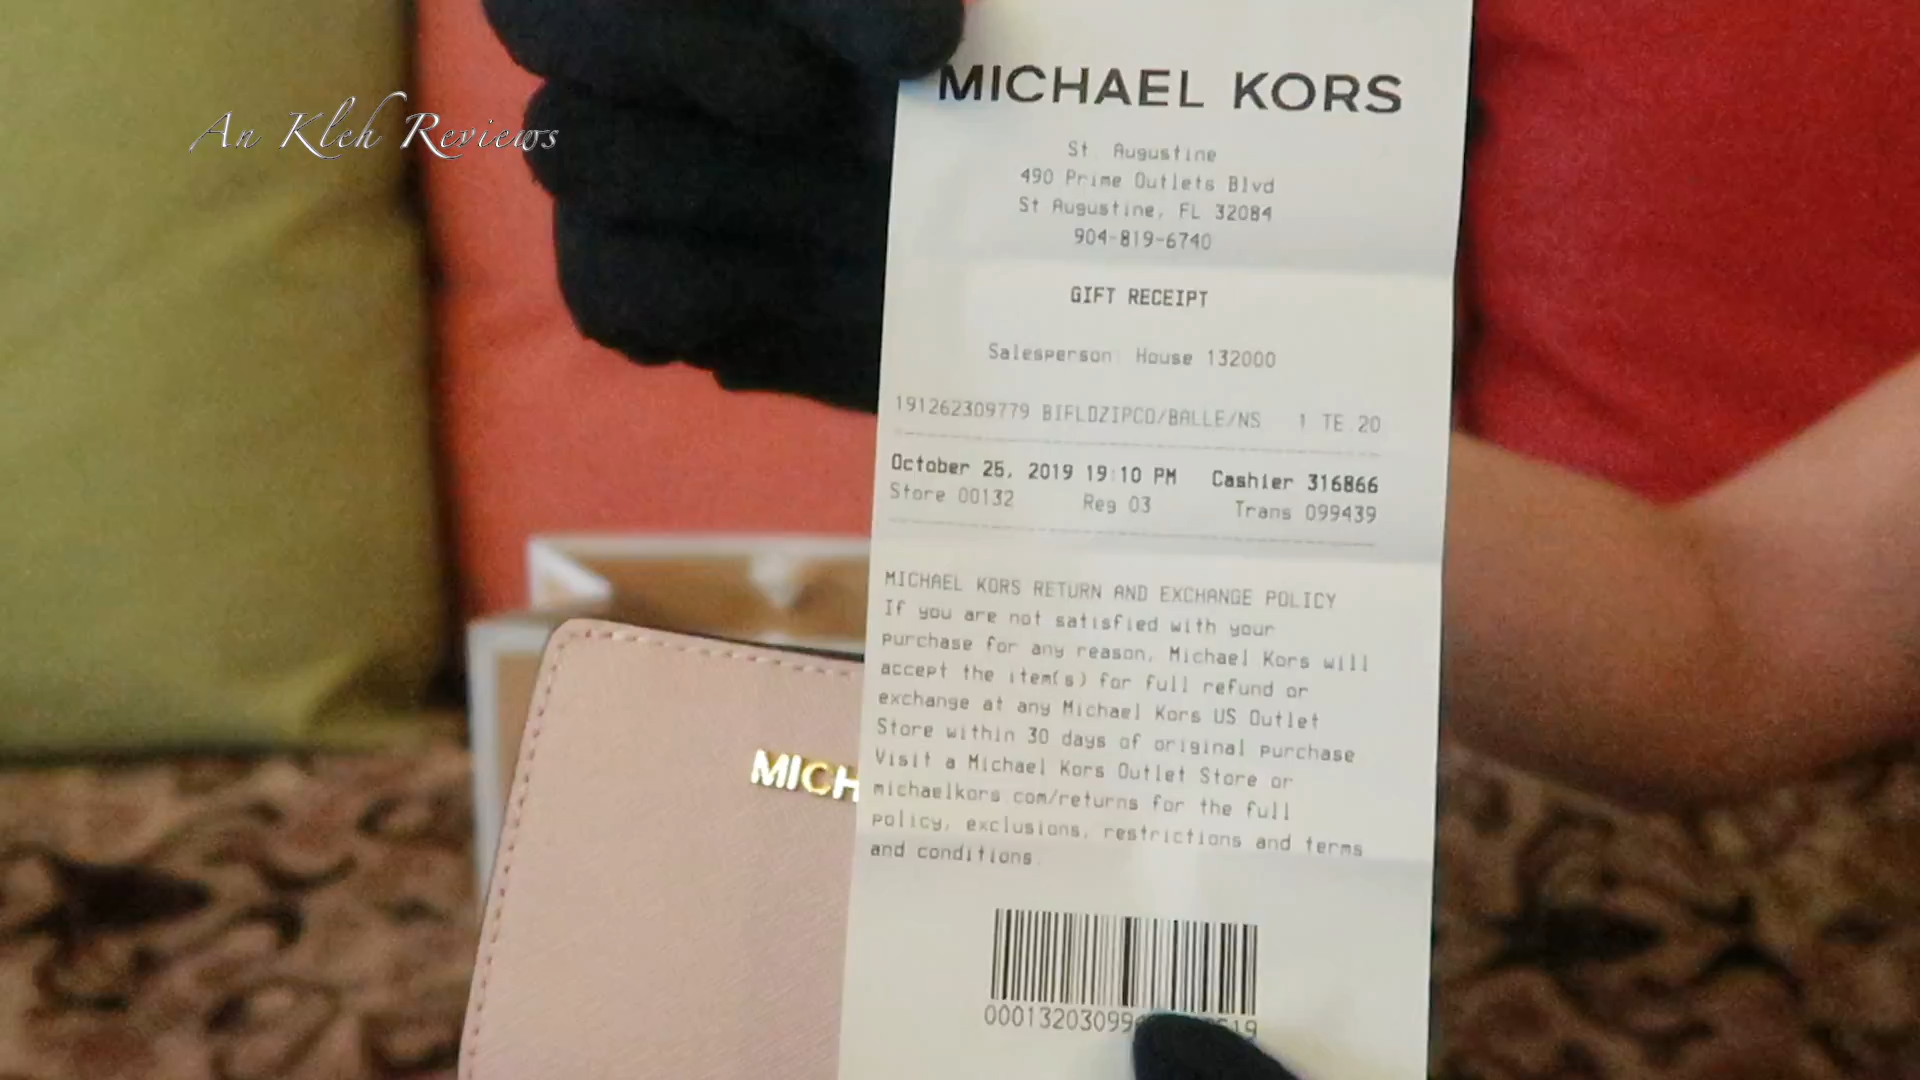 An Kleh Reviews
MICHAEL KORS
St. Augustine
490 Prime Outlets Blvd
St Augustine, FL 32084
904-819-6740
GIFT RECEIPT
Salesperson: House 132000
191262309779 BIFLDZIPCO/BALLE/NS 1 TE.20
October 25, 2019 19:10 PM Cashier 316866
Store 00132 Reg 03 Trans 099439
MICHAEL KORS RETURN AND EXCHANGE POLICY
If you are not satisfied with your
purchase for any reason, Michael Kors will
accept the item(s) for full refund or
exchange at any Michael Kors US Outlet
Store within 30 days of original purchase
Visit a Michael Kors Outlet Store or
michaelkors.com/returns for the full
policy, exclusions, restrictions and terms
and conditions.
MICH